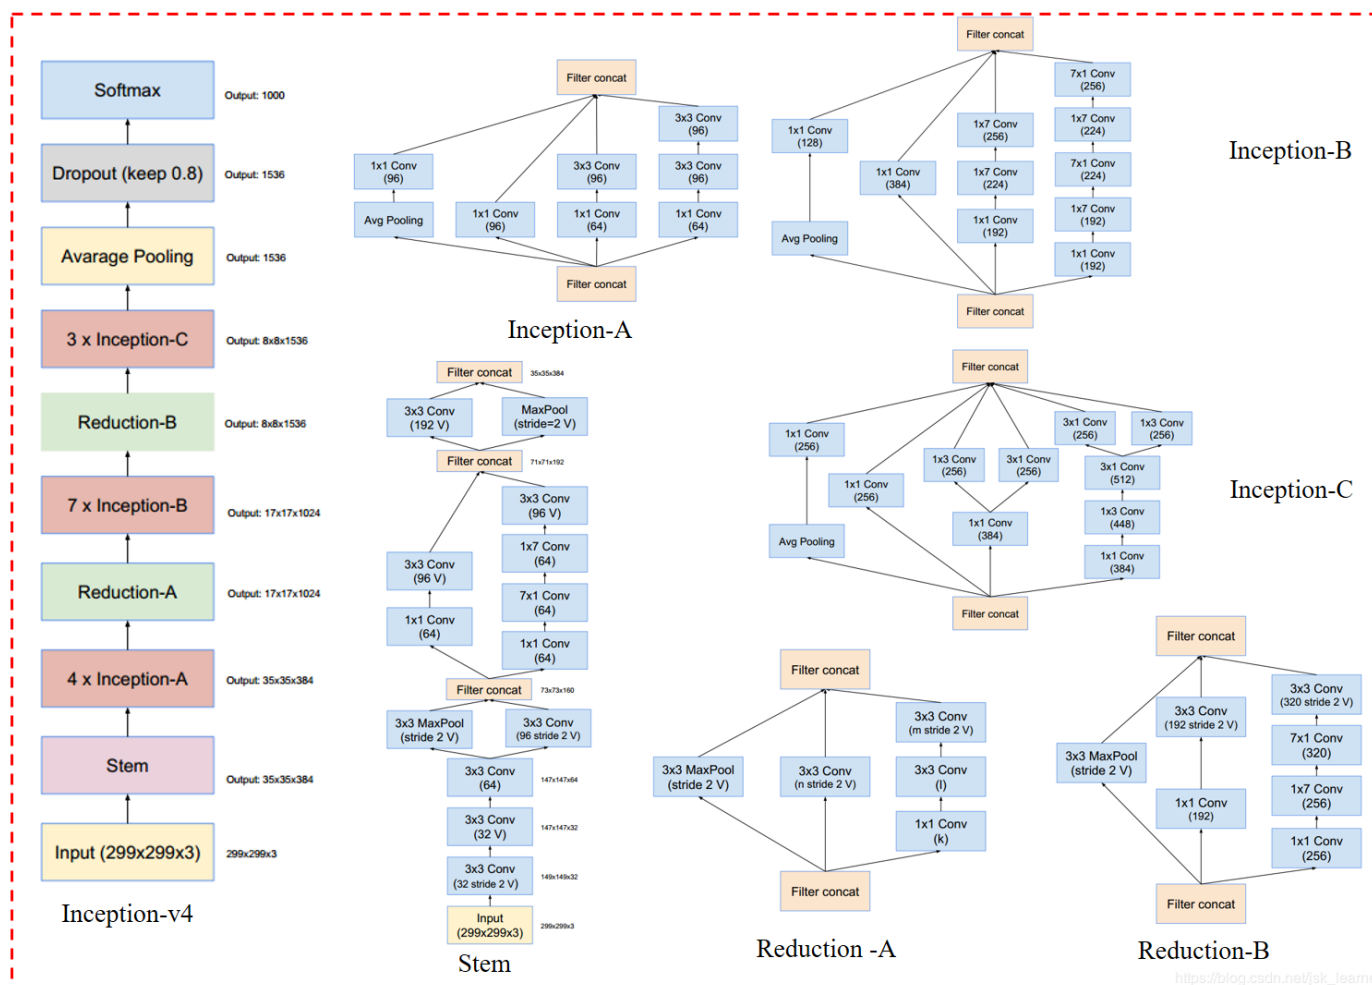 Softmax
Output: 1000
Dropout (keep 0.8)
Output: 1536
Avarage Pooling
Output: 1536
3 x Inception-C
Output: 8x8x1536
Reduction-B
Output: 8x8x1536
7 x Inception-B
Output: 17x17x1024
Reduction-A
Output: 17x17x1024
4 x Inception-A
Output: 35x35x384
Stem
Output: 35x35x384
Input (299x299x3)
299x299x3
Inception-v4
Filter concat
3x3 Conv
(96)
1x1 Conv
(96)
3x3 Conv
(96)
3x3 Conv
(96)
Avg Pooling
1x1 Conv
(96)
1x1 Conv
(64)
1x1 Conv
(64)
Filter concat
Inception-A
Filter concat
7x1 Conv
(256)
1x1 Conv
(128)
1x7 Conv
(256)
1x7 Conv
(224)
1x1 Conv
(384)
1x7 Conv
(224)
7x1 Conv
(224)
1x1 Conv
(192)
1x7 Conv
(192)
Avg Pooling
1x1 Conv
(192)
Filter concat
Inception-B
Filter concat
35x35x384
3x3 Conv
(192 V)
MaxPool
(stride=2 V)
Filter concat
71x71x192
3x3 Conv
(96 V)
1x7 Conv
(64)
3x3 Conv
(96 V)
7x1 Conv
(64)
1x1 Conv
(64)
1x1 Conv
(64)
Filter concat
73x73x160
3x3 MaxPool
(stride 2 V)
3x3 Conv
(96 stride 2 V)
3x3 Conv
(64)
147x147x64
3x3 Conv
(32 V)
147x147x32
3x3 Conv
(32 stride 2 V)
149x149x32
Input
(299x299x3)
299x299x3
Stem
Filter concat
1x1 Conv
(256)
3x1 Conv
(256)
1x3 Conv
(256)
1x3 Conv
(256)
3x1 Conv
(256)
3x1 Conv
(512)
1x1 Conv
(256)
1x3 Conv
(448)
1x1 Conv
(384)
Avg Pooling
1x1 Conv
(384)
Filter concat
Inception-C
Filter concat
3x3 Conv
(m stride 2 V)
3x3 MaxPool
(stride 2 V)
3x3 Conv
(n stride 2 V)
3x3 Conv
(l)
1x1 Conv
(k)
Filter concat
Reduction -A
Filter concat
3x3 Conv
(320 stride 2 V)
3x3 Conv
(192 stride 2 V)
7x1 Conv
(320)
3x3 MaxPool
(stride 2 V)
1x1 Conv
(192)
1x7 Conv
(256)
1x1 Conv
(256)
Filter concat
Reduction-B
https://blog.csdn.net/jsk_learn